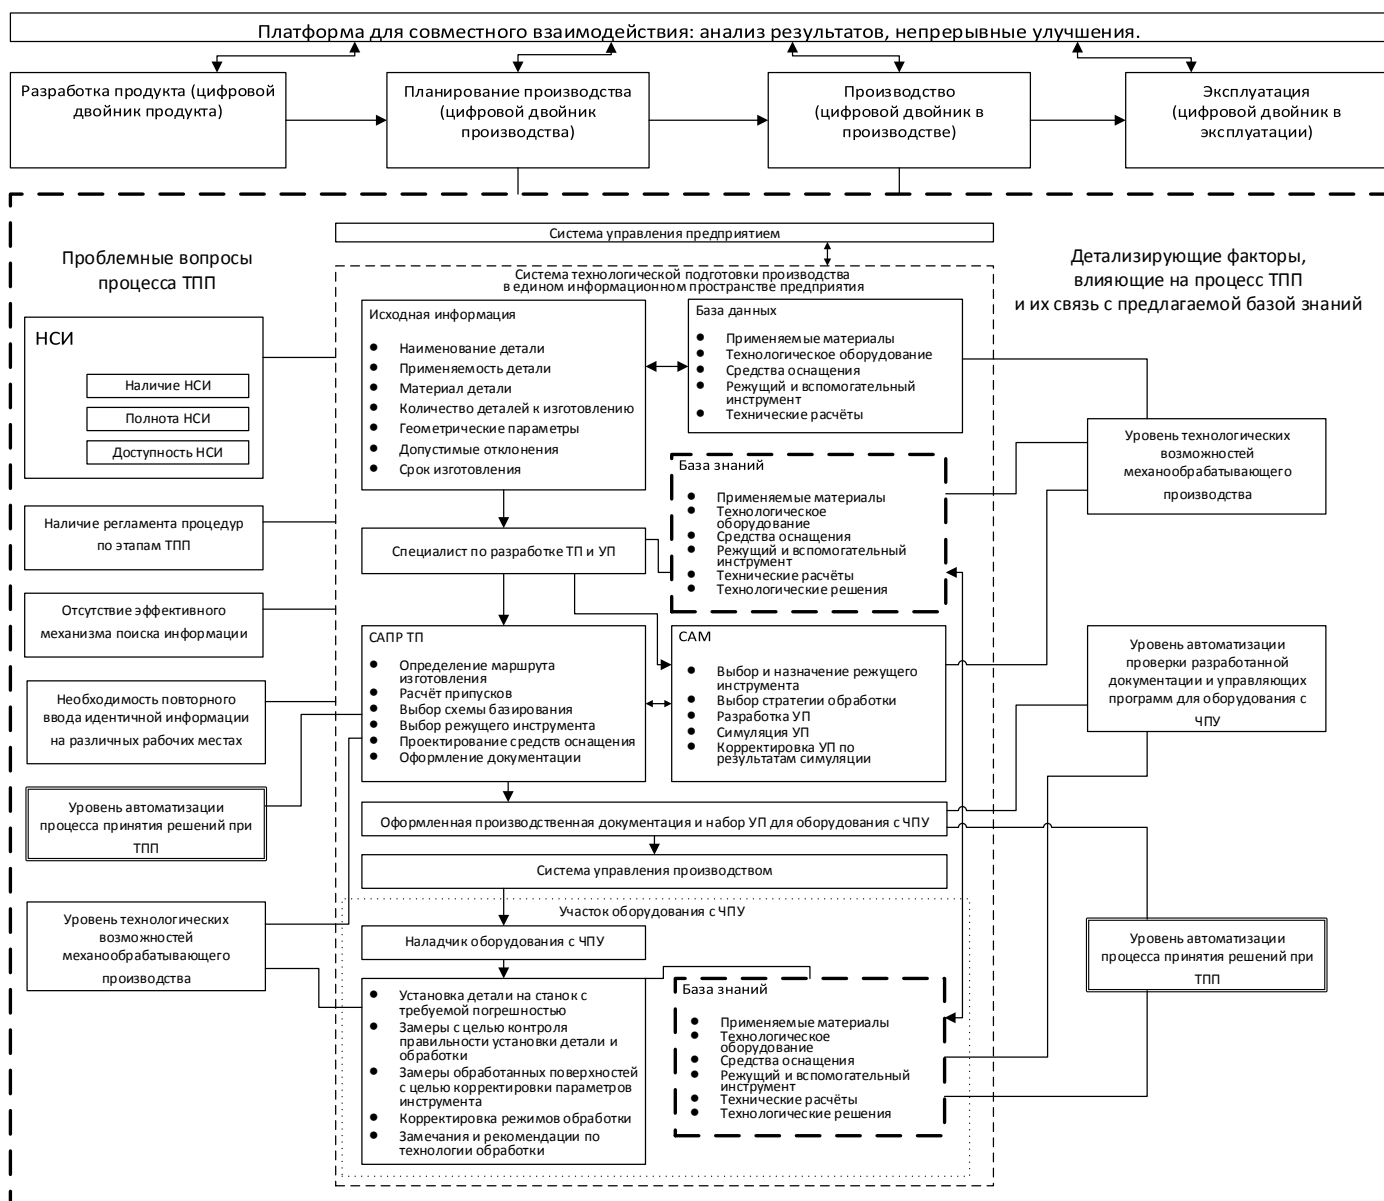 Платформа для совместного взаимодействия: анализ результатов, непрерывные улучшения.
Разработка продукта (цифровой
двойник продукта)
Планирование производства
(цифровой двойник
производства)
Производство
(цифровой двойник в
производстве)
Эксплуатация
(цифровой двойник в
эксплуатации)
Проблемные вопросы
процесса ТПП
НСИ
Наличие НСИ
Полнота НСИ
Доступность НСИ
Наличие регламента процедур
по этапам ТПП
Отсутствие эффективного
механизма поиска информации
Необходимость повторного
ввода идентичной информации
на различных рабочих местах
Уровень автоматизации
процесса принятия решений при
ТПП
Уровень технологических
возможностей
механообрабатывающего
производства
Система управления предприятием
Система технологической подготовки производства
в едином информационном пространстве предприятия
Исходная информация
● Наименование детали
● Применяемость детали
● Материал детали
● Количество деталей к изготовлению
● Геометрические параметры
● Допустимые отклонения
● Срок изготовления
База данных
● Применяемые материалы
● Технологическое оборудование
● Средства оснащения
● Режущий и вспомогательный
инструмент
● Технические расчёты
База знаний
● Применяемые материалы
● Технологическое
оборудование
● Средства оснащения
● Режущий и вспомогательный
инструмент
● Технические расчёты
● Технологические решения
Специалист по разработке ТП и УП
САПР ТП
● Определение маршрута
изготовления
● Расчёт припусков
● Выбор схемы базирования
● Выбор режущего инструмента
● Проектирование средств оснащения
● Оформление документации
САМ
● Выбор и назначение режущего
инструмента
● Выбор стратегии обработки
● Разработка УП
● Симуляция УП
● Корректировка УП по
результатам симуляции
Оформленная производственная документация и набор УП для оборудования с ЧПУ
Система управления производством
Участок оборудования с ЧПУ
Наладчик оборудования с ЧПУ
● Установка детали на станок с
требуемой погрешностью
● Замеры с целью контроля
правильности установки детали и
обработки
● Замеры обработанных поверхностей
с целью корректировки параметров
инструмента
● Корректировка режимов обработки
● Замечания и рекомендации по
технологии обработки
База знаний
● Применяемые материалы
● Технологическое
оборудование
● Средства оснащения
● Режущий и вспомогательный
инструмент
● Технические расчёты
● Технологические решения
Детализирующие факторы,
влияющие на процесс ТПП
и их связь с предлагаемой базой знаний
Уровень технологических
возможностей
механообрабатывающего
производства
Уровень автоматизации
проверки разработанной
документации и управляющих
программ для оборудования с
ЧПУ
Уровень автоматизации
процесса принятия решений при
ТПП